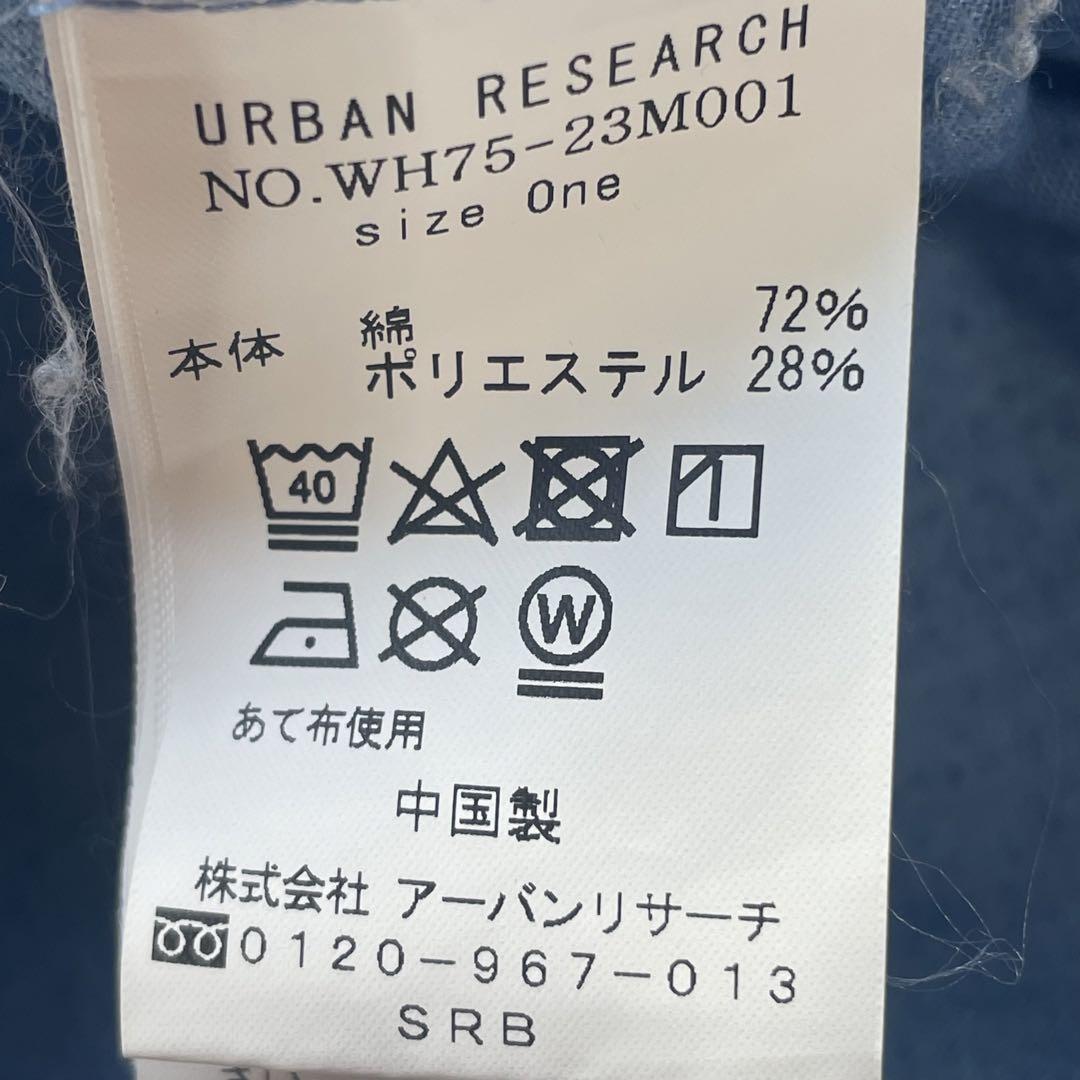 URBAN RESEARCH
NO.WH75-23M001
size One
本体 綿 72%
ポリエステル 28%
40
W
あて布使用
中国製
株式会社 アーバンリサーチ
0120-967-013
SRB